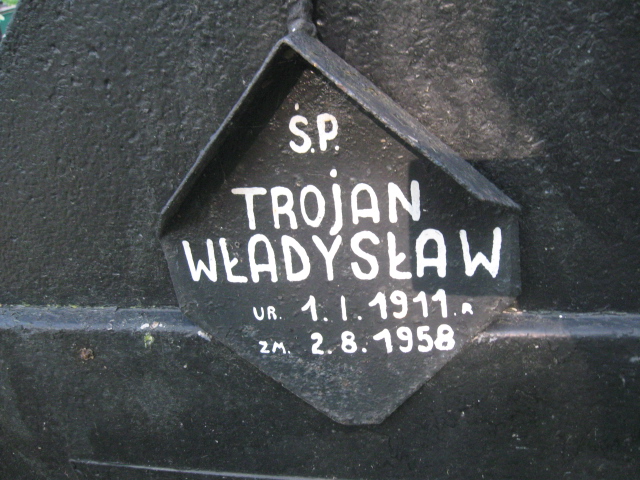 Ś.P.
TROJAN
WŁADYSŁAW
UR. 1.1.1911.R
ZM. 2.8.1958